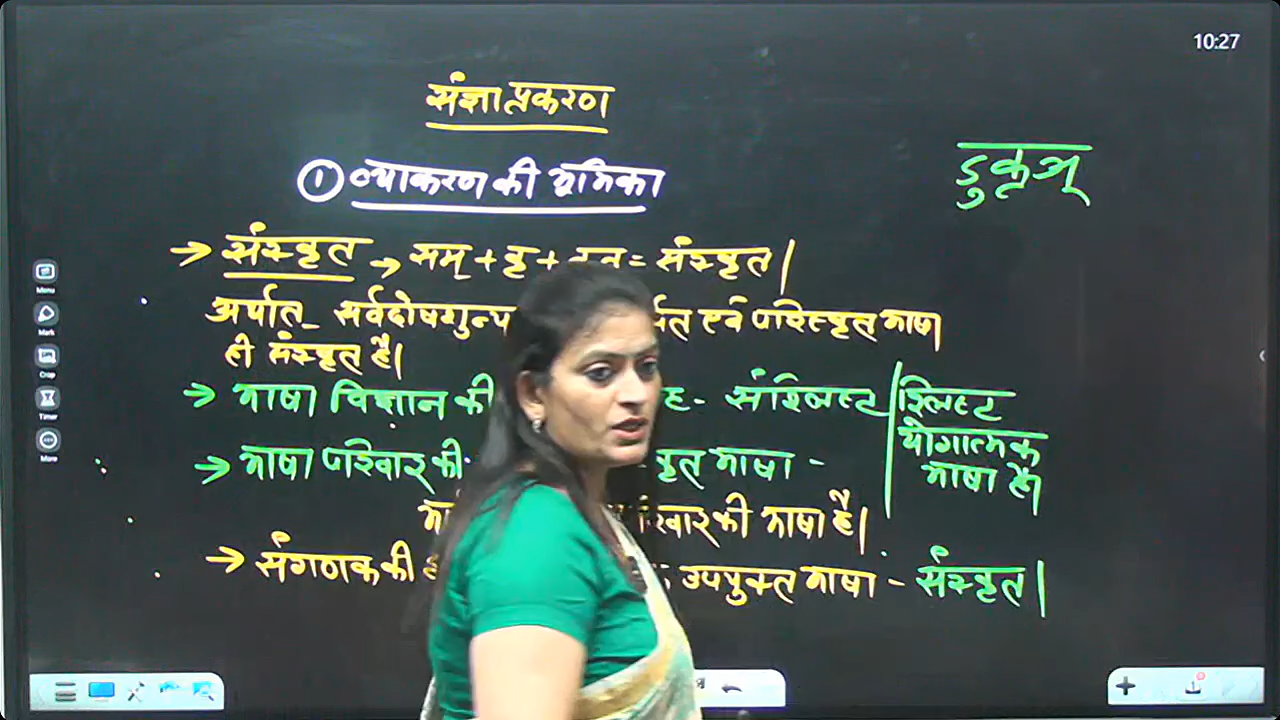 10:27
संज्ञा प्रकरण
डुकृञ्
① व्याकरण की भूमिका
→ संस्कृत → सम् + कृ + = संस्कृत |
अर्थात् - सर्वदोषशून्य एवं परिष्कृत भाषा
ही संस्कृत है|
→ भाषा विज्ञान की - संश्लिष्ट | श्लिष्ट
योगात्मक
भाषा है|
→ भाषा परिवार की भाषा -
की भाषा है|
→ संगणक की उपयुक्त भाषा - संस्कृत |
Menu
Mark
Crop
Timer
More